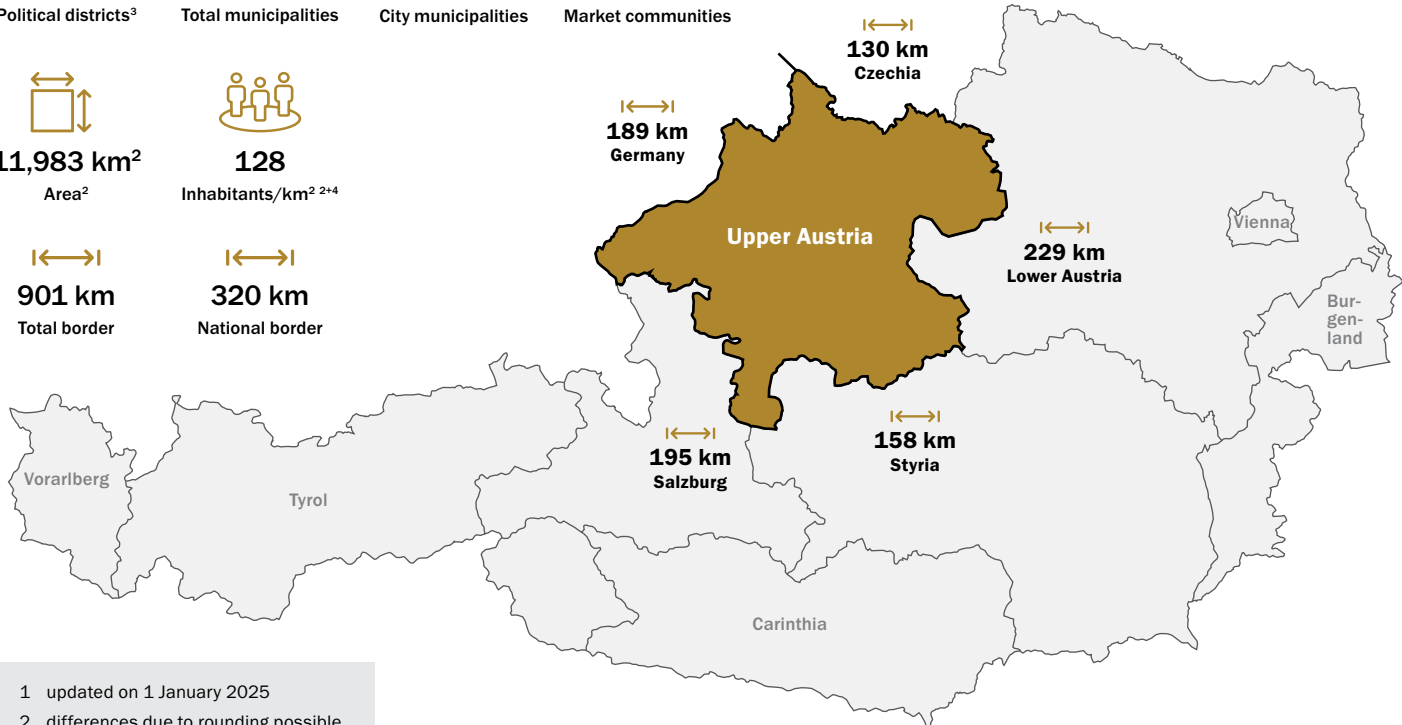 Political districts³
Total municipalities
City municipalities
Market communities
11,983 km²
Area²
128
Inhabitants/km² ²⁺⁴
901 km
Total border
320 km
National border
130 km
Czechia
189 km
Germany
Upper Austria
229 km
Lower Austria
Vienna
Bur-
gen-
land
158 km
Styria
195 km
Salzburg
Vorarlberg
Tyrol
Carinthia
1 updated on 1 January 2025
2 differences due to rounding possible